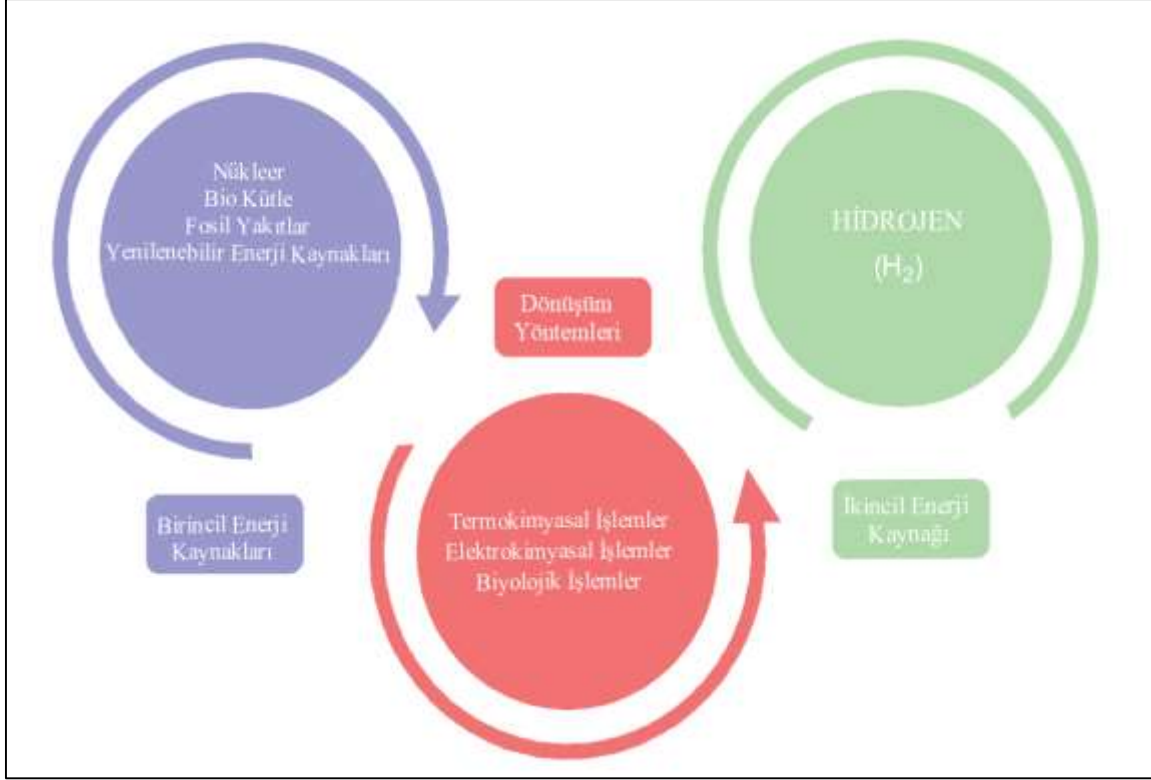 Nükleer
Bio Kütle
Fosil Yakıtlar
Yenilenebilir Enerji Kaynakları
Birincil Enerji
Kaynakları
Dönüşüm
Yöntemleri
Termokimyasal İşlemler
Elektrokimyasal İşlemler
Biyolojik İşlemler
HİDROJEN
(H₂)
İkincil Enerji
Kaynağı